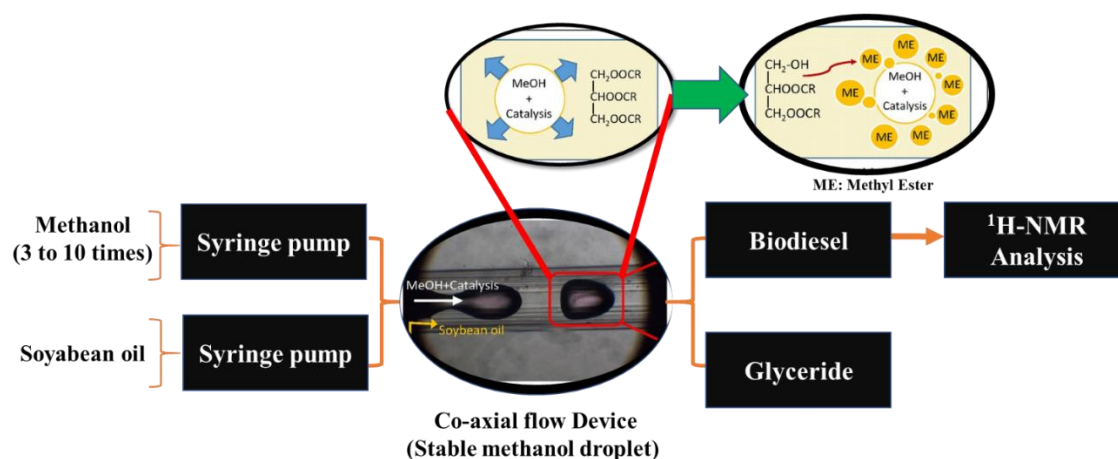 MeOH
+
Catalysis
CH₂OOCR
CHOOCR
CH₂OOCR
CH₂-OH
CHOOCR
CH₂OOCR
ME
ME
ME
ME
ME
ME
ME
ME
ME
MeOH
+
Catalysis
ME: Methyl Ester
Methanol
(3 to 10 times)
Syringe pump
Soyabean oil
Syringe pump
MeOH+Catalysis
Soybean oil
Co-axial flow Device
(Stable methanol droplet)
Biodiesel
Glyceride
¹H-NMR
Analysis